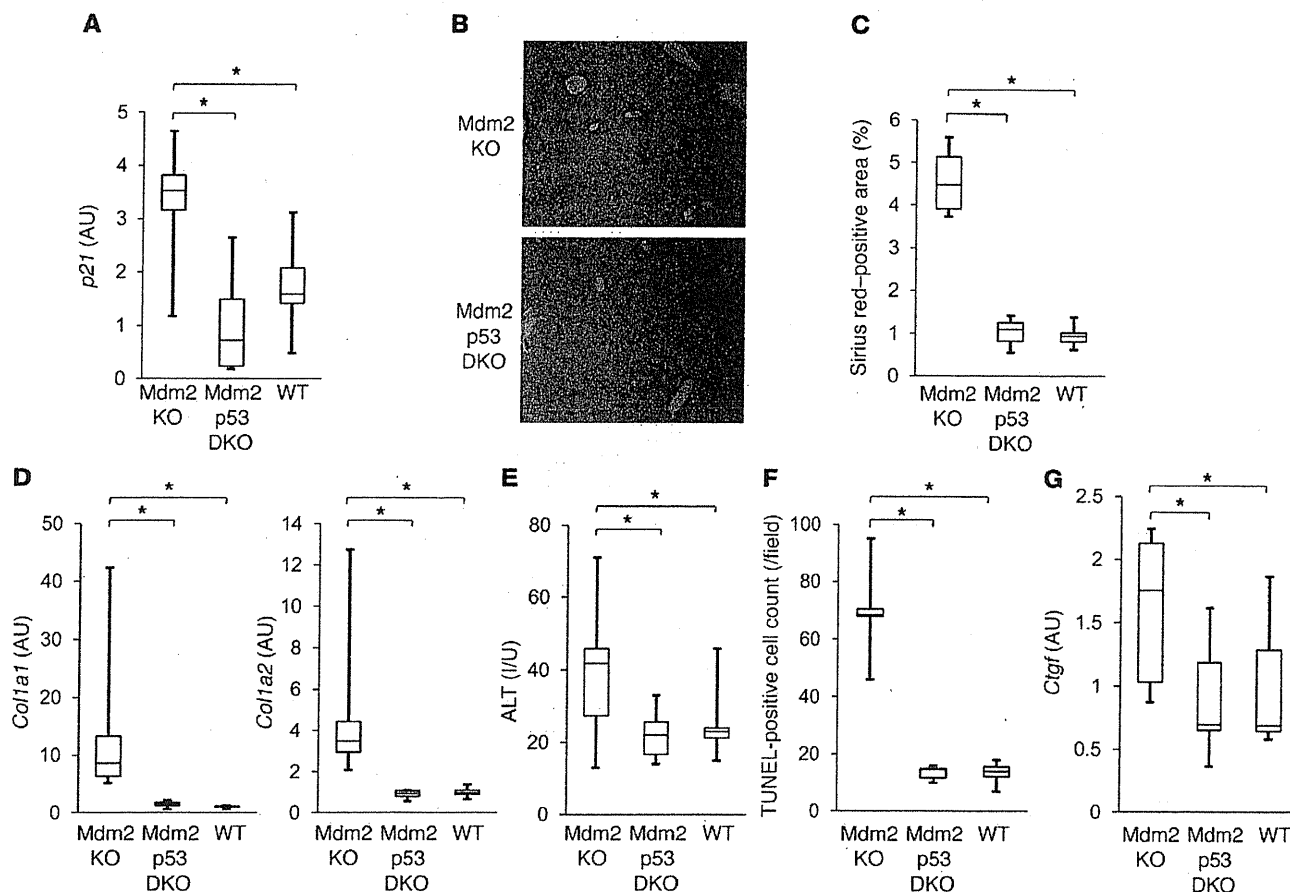 A
*
*
p21 (AU)
5
4
3
2
1
0
Mdm2
KO
Mdm2
p53
DKO
WT
B
Mdm2
KO
Mdm2
p53
DKO
C
*
*
Sirius red–positive area (%)
6
5
4
3
2
1
0
Mdm2
KO
Mdm2
p53
DKO
WT
D
*
*
Col1a1 (AU)
50
40
30
20
10
0
Mdm2
KO
Mdm2
p53
DKO
WT
*
*
Col1a2 (AU)
14
12
10
8
6
4
2
0
Mdm2
KO
Mdm2
p53
DKO
WT
E
*
*
ALT (I/U)
80
60
40
20
0
Mdm2
KO
Mdm2
p53
DKO
WT
F
*
*
TUNEL-positive cell count (/field)
100
80
60
40
20
0
Mdm2
KO
Mdm2
p53
DKO
WT
G
*
*
Ctgf (AU)
2.5
2
1.5
1
0.5
0
Mdm2
KO
Mdm2
p53
DKO
WT